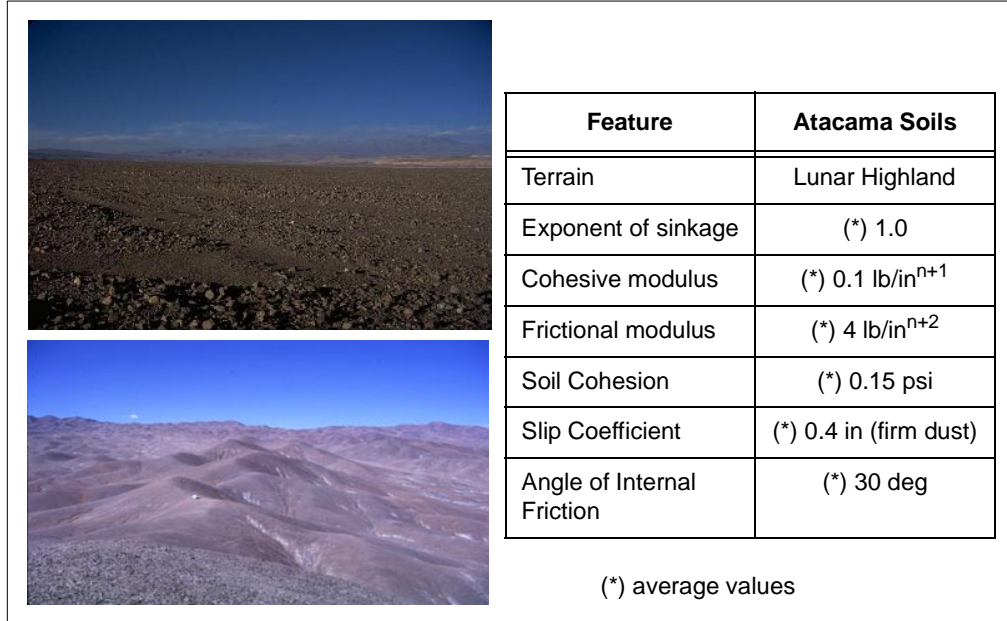 Feature Atacama Soils
Terrain Lunar Highland
Exponent of sinkage (*) 1.0
Cohesive modulus (*) 0.1 lb/in^n+1
Frictional modulus (*) 4 lb/in^n+2
Soil Cohesion (*) 0.15 psi
Slip Coefficient (*) 0.4 in (firm dust)
Angle of Internal (*) 30 deg
Friction
(*) average values